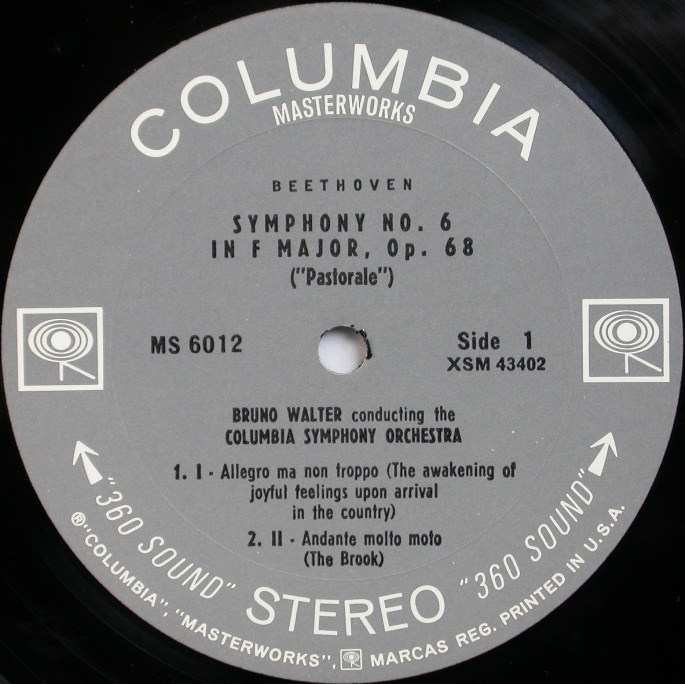 COLUMBIA
MASTERWORKS
BEETHOVEN
SYMPHONY NO. 6
IN F MAJOR, Op. 68
("Pastorale")
MS 6012
Side 1
XSM 43402
BRUNO WALTER conducting the
COLUMBIA SYMPHONY ORCHESTRA
1. I - Allegro ma non troppo (The awakening of
joyful feelings upon arrival
in the country)
2. II - Andante molto moto
(The Brook)
"360 SOUND" STEREO "360 SOUND"
®"COLUMBIA", "MASTERWORKS", MARCAS REG. PRINTED IN U.S.A.